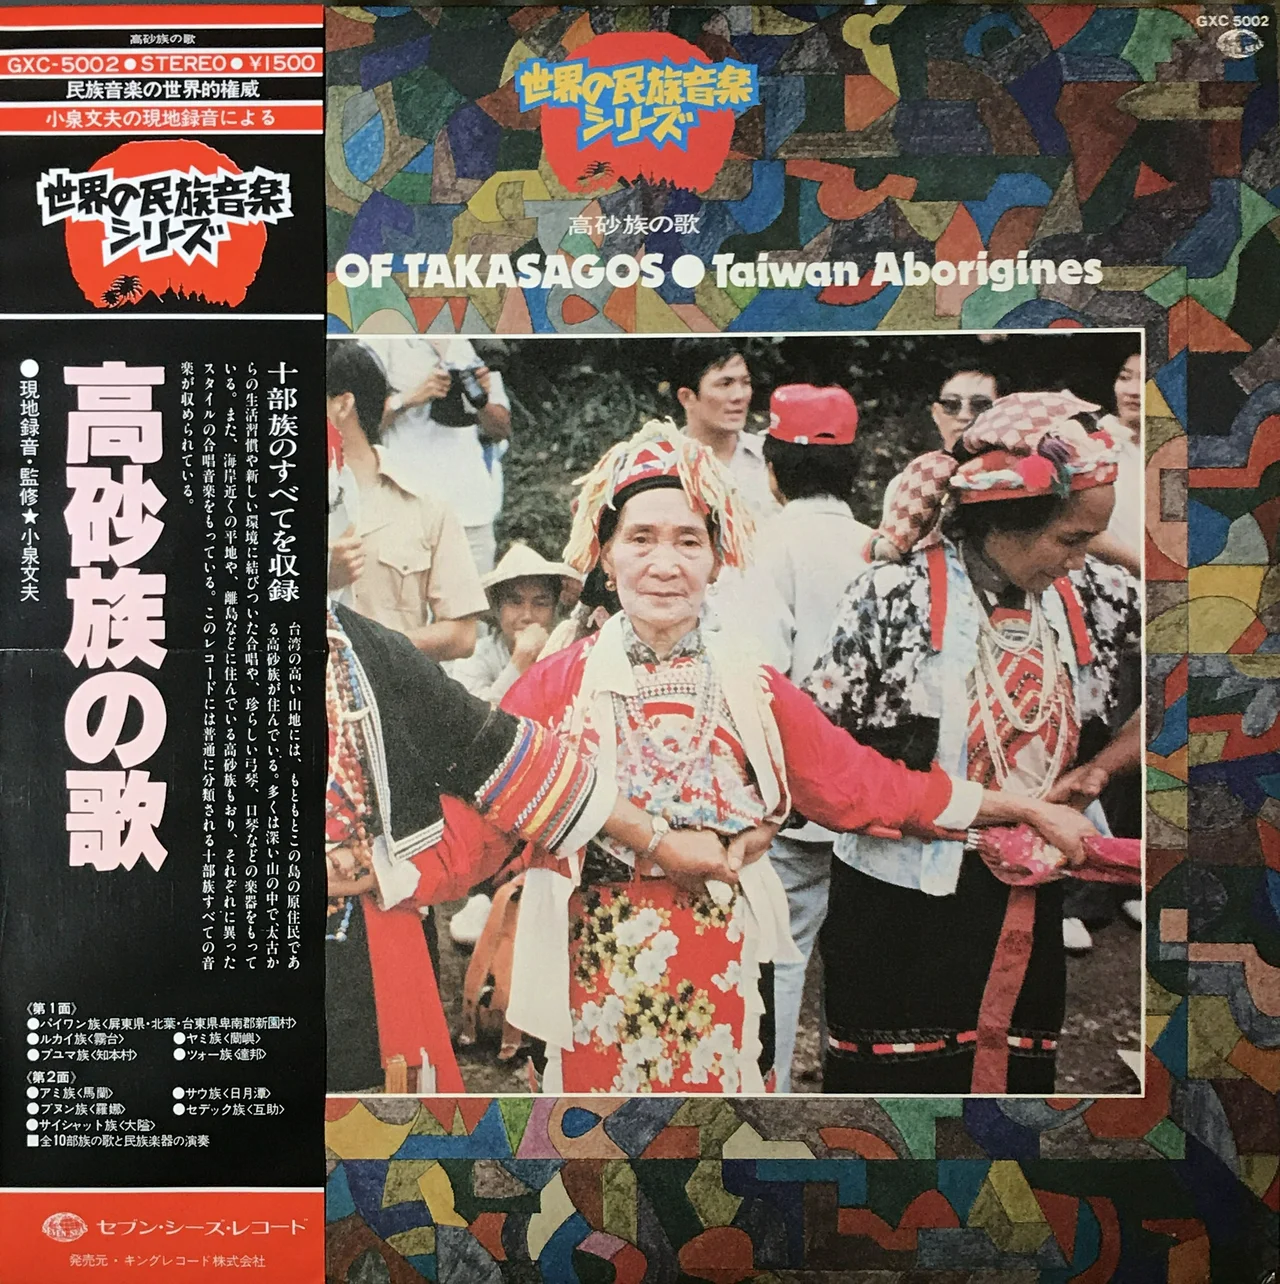 高砂族の歌
GXC-5002●STEREO●¥1500
民族音楽の世界的権威
小泉文夫の現地録音による
世界の民族音楽
シリーズ
十部族のすべてを収録
台湾の高い山地には、もともとこの島の原住民であ
る高砂族が住んでいる。多くは深い山の中で、太古か
らの生活習慣や新しい環境に結びついた合唱や、珍らしい弓琴、口琴などの楽器をもって
いる。また、海岸近くの平地や、離島などに住んでいる高砂族もおり、それぞれに異った
スタイルの合唱音楽をもっている。このレコードには普通に分類される十部族すべての音
楽が収められている。
高砂族の歌
●現地録音・監修★小泉文夫
〈第1面〉
●パイワン族〈屏東県・北葉・台東県卑南郡新園村〉
●ルカイ族〈霧台〉 ●ヤミ族〈蘭嶼〉
●プユマ族〈知本村〉 ●ツォー族〈達邦〉
〈第2面〉
●アミ族〈馬蘭〉 ●サウ族〈日月潭〉
●ブヌン族〈羅娜〉 ●セデック族〈互助〉
●サイシャット族〈大隘〉
■全10部族の歌と民族楽器の演奏
SEVEN SEAS
セブン・シーズ・レコード
発売元・キングレコード株式会社
GXC 5002
SEVEN SEAS
世界の民族音楽
シリーズ
高砂族の歌
OF TAKASAGOS●Taiwan Aborigines